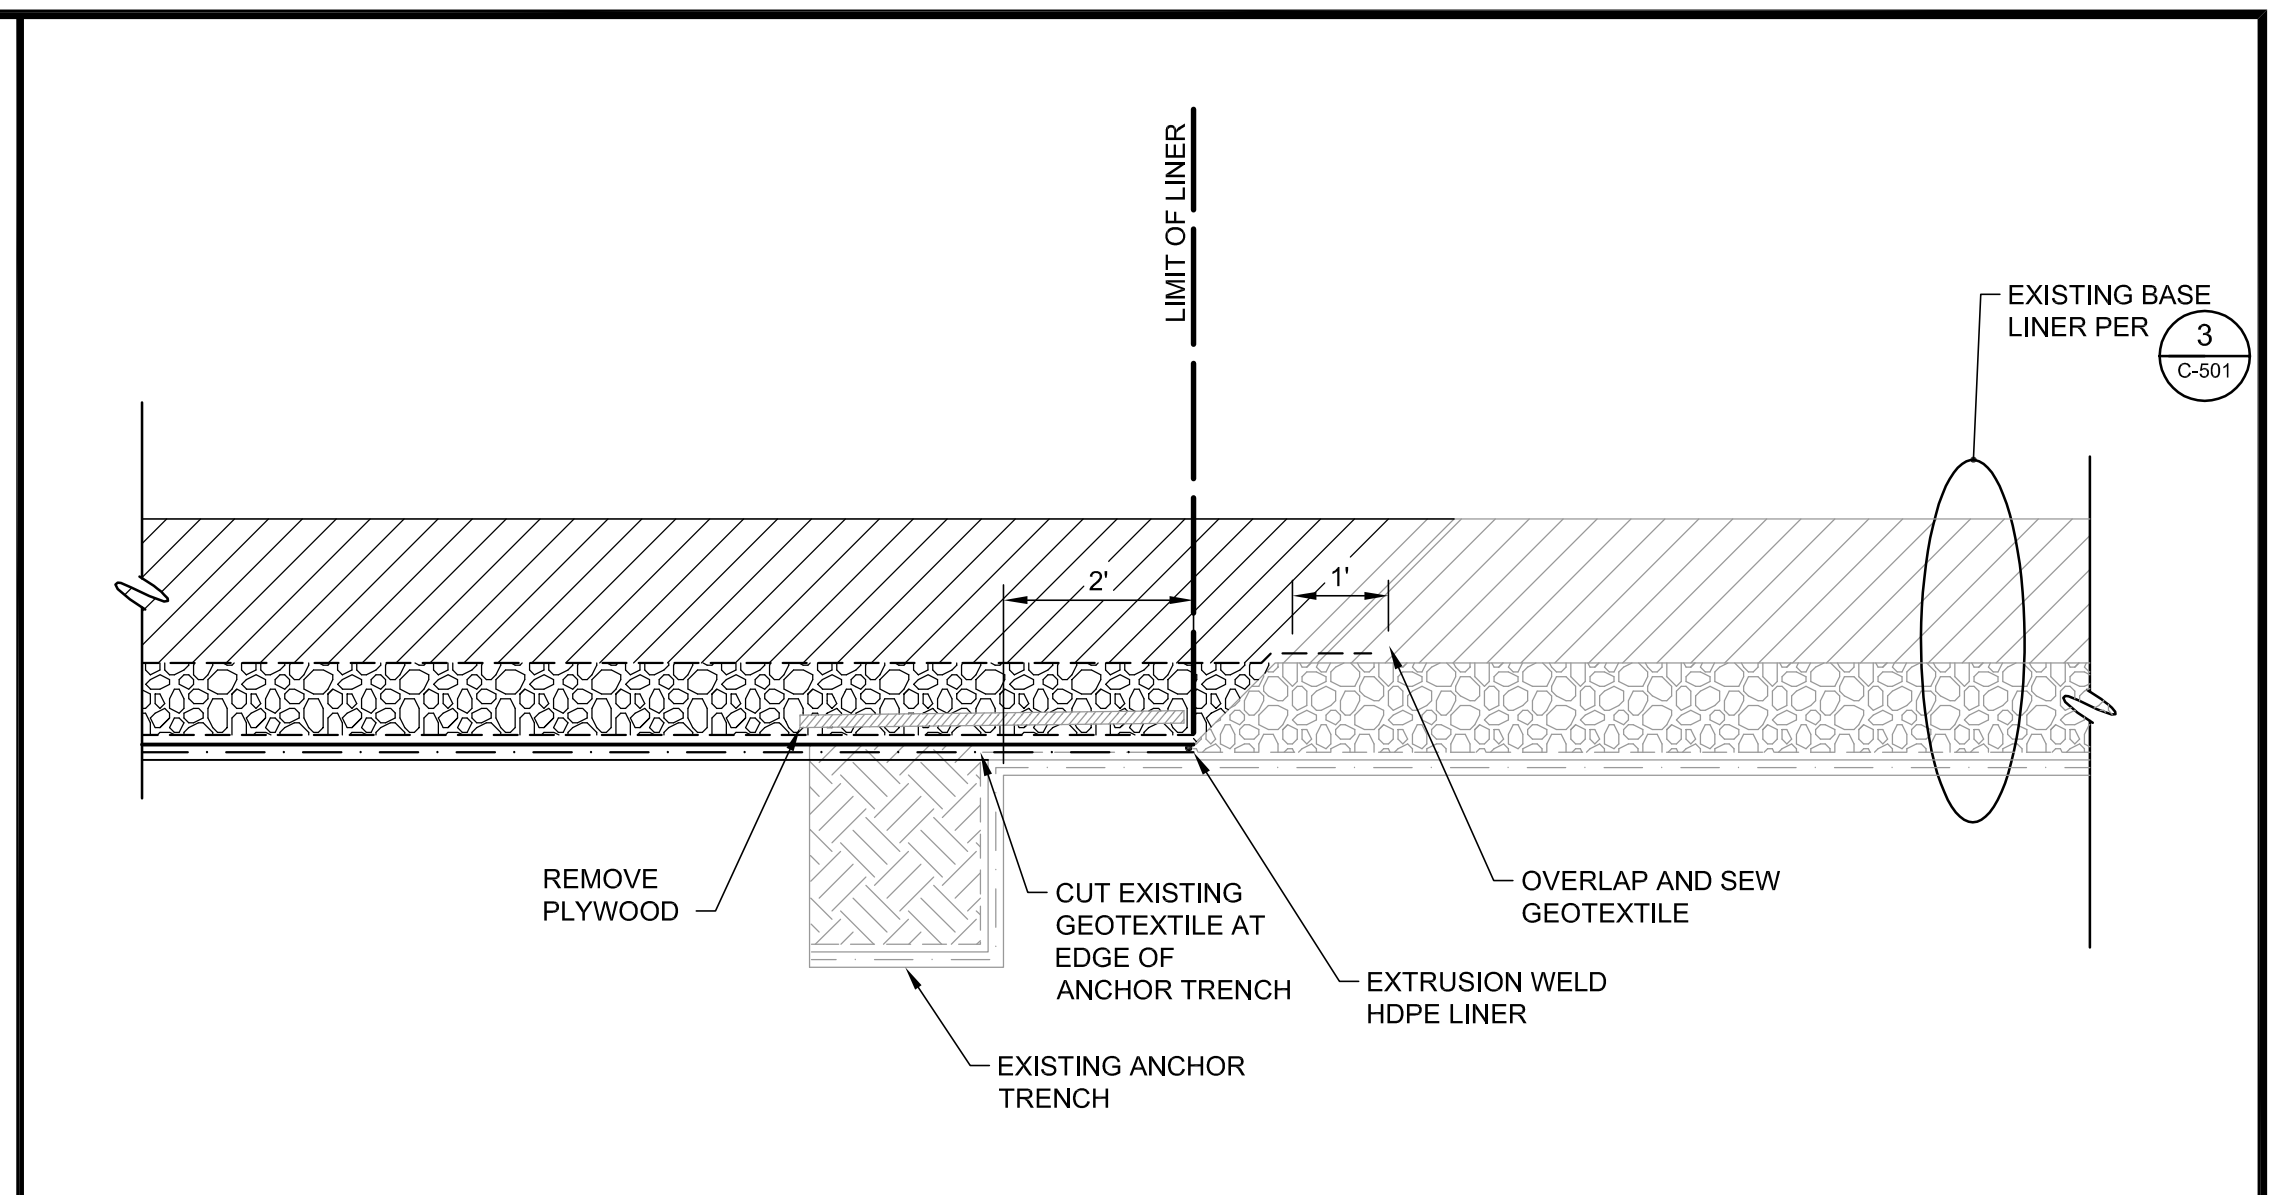 LIMIT OF LINER
EXISTING BASE
LINER PER
3
C-501
2'
1'
REMOVE
PLYWOOD
CUT EXISTING
GEOTEXTILE AT
EDGE OF
ANCHOR TRENCH
OVERLAP AND SEW
GEOTEXTILE
EXTRUSION WELD
HDPE LINER
EXISTING ANCHOR
TRENCH